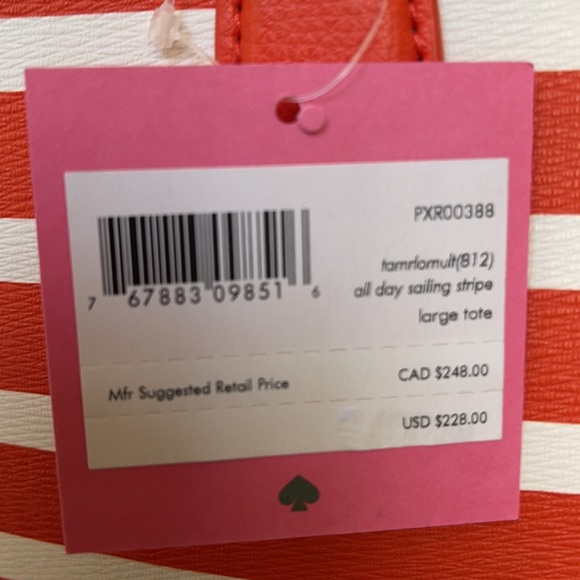 PXR00388
tamrlomult(812)
all day sailing stripe
large tote
7 67883 09851 6
Mfr Suggested Retail Price
CAD $248.00
USD $228.00